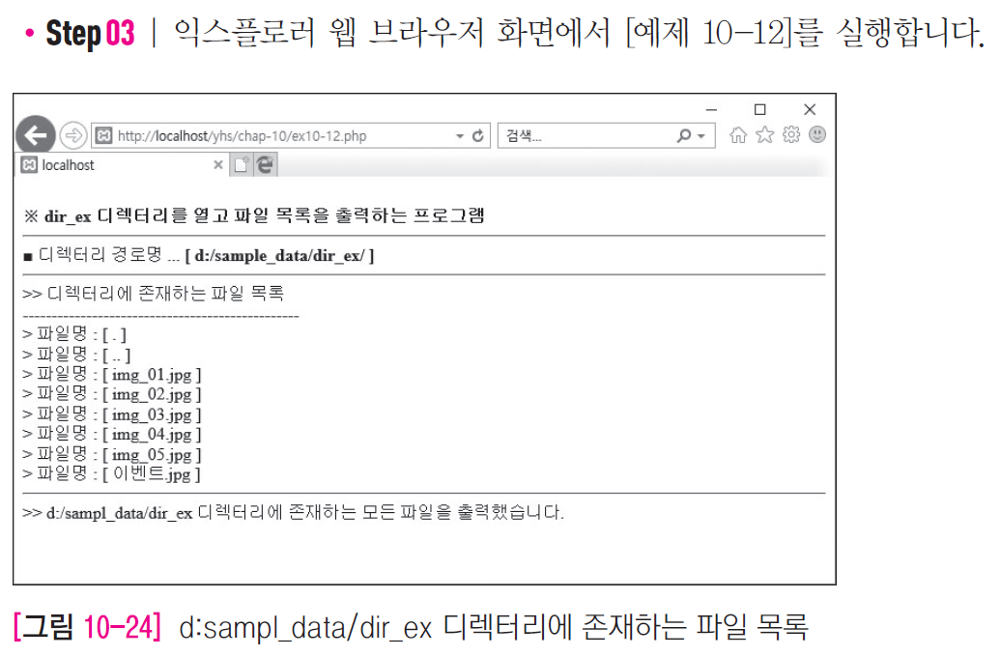 • Step 03 | 익스플로러 웹 브라우저 화면에서 [예제 10-12]를 실행합니다.
http://localhost/yhs/chap-10/ex10-12.php 검색...
localhost
※ dir_ex 디렉터리를 열고 파일 목록을 출력하는 프로그램
■ 디렉터리 경로명 ... [ d:/sample_data/dir_ex/ ]
>> 디렉터리에 존재하는 파일 목록
------------------------------------------------
> 파일명 : [ . ]
> 파일명 : [ .. ]
> 파일명 : [ img_01.jpg ]
> 파일명 : [ img_02.jpg ]
> 파일명 : [ img_03.jpg ]
> 파일명 : [ img_04.jpg ]
> 파일명 : [ img_05.jpg ]
> 파일명 : [ 이벤트.jpg ]
>> d:/sampl_data/dir_ex 디렉터리에 존재하는 모든 파일을 출력했습니다.
[그림 10-24] d:sampl_data/dir_ex 디렉터리에 존재하는 파일 목록